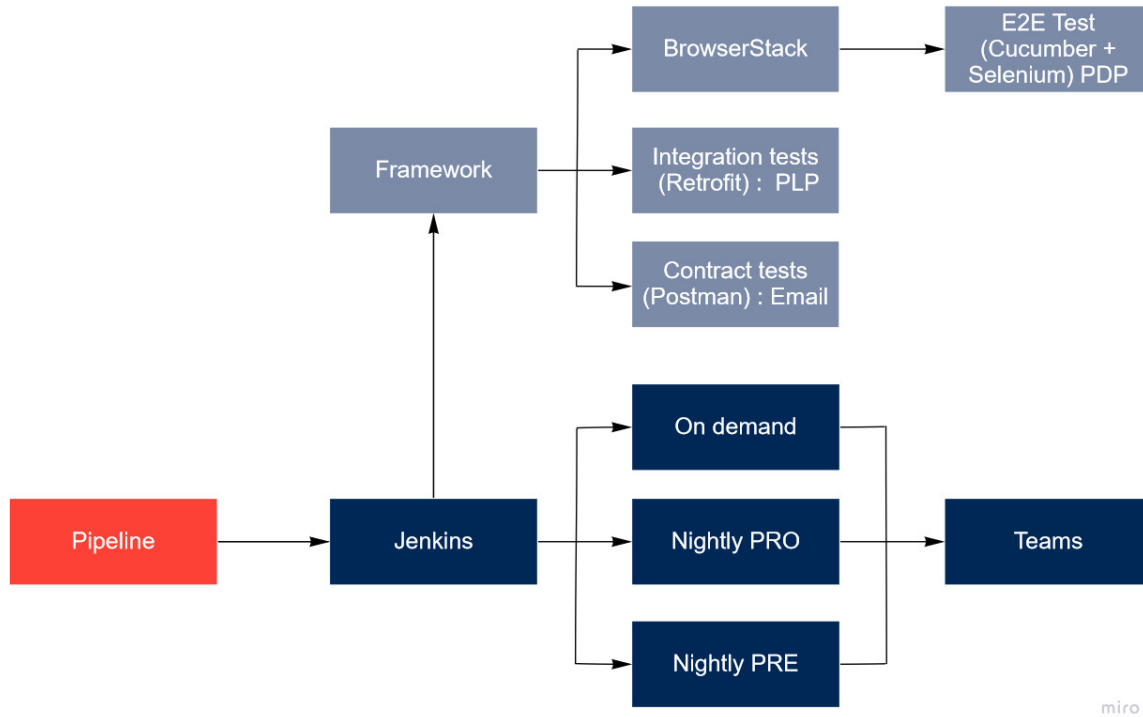 BrowserStack
E2E Test
(Cucumber +
Selenium) PDP
Framework
Integration tests
(Retrofit) : PLP
Contract tests
(Postman) : Email
On demand
Pipeline
Jenkins
Nightly PRO
Teams
Nightly PRE
miro